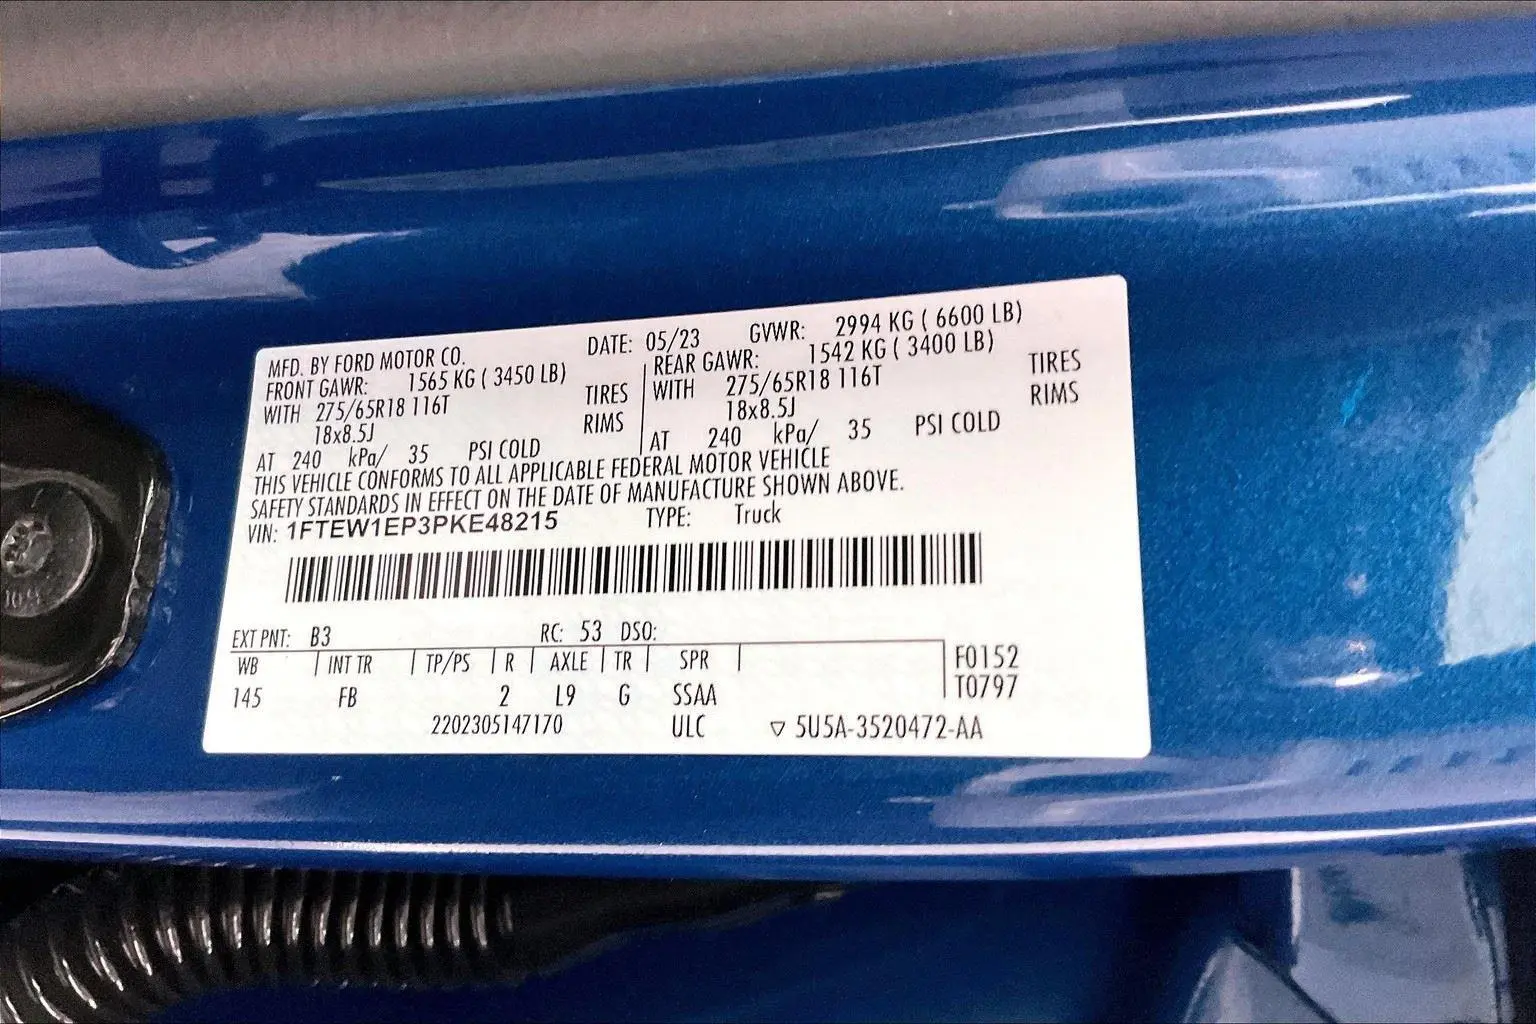 MFD. BY FORD MOTOR CO. DATE: 05/23 GVWR: 2994 KG ( 6600 LB)
FRONT GAWR: 1565 KG ( 3450 LB) REAR GAWR: 1542 KG ( 3400 LB)
WITH 275/65R18 116T TIRES WITH 275/65R18 116T TIRES
18x8.5J RIMS 18x8.5J RIMS
AT 240 kPa/ 35 PSI COLD AT 240 kPa/ 35 PSI COLD
THIS VEHICLE CONFORMS TO ALL APPLICABLE FEDERAL MOTOR VEHICLE
SAFETY STANDARDS IN EFFECT ON THE DATE OF MANUFACTURE SHOWN ABOVE.
VIN: 1FTEW1EP3PKE48215 TYPE: Truck
EXT PNT: B3 RC: 53 DSO:
WB INT TR TP/PS R AXLE TR SPR F0152
145 FB 2 L9 G SSAA T0797
2202305147170 ULC ▽ 5U5A-3520472-AA